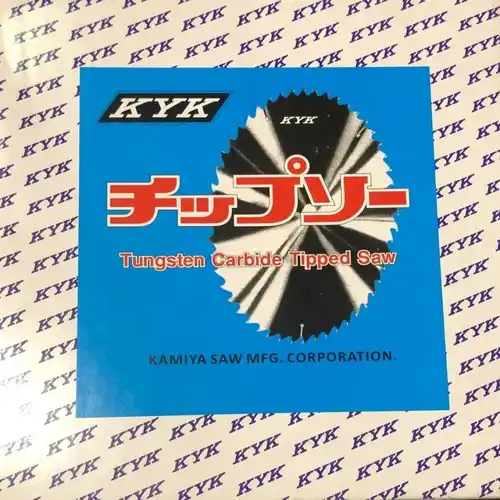 KYK
KYK
チップソー
Tungsten Carbide Tipped Saw
KAMIYA SAW MFG. CORPORATION.